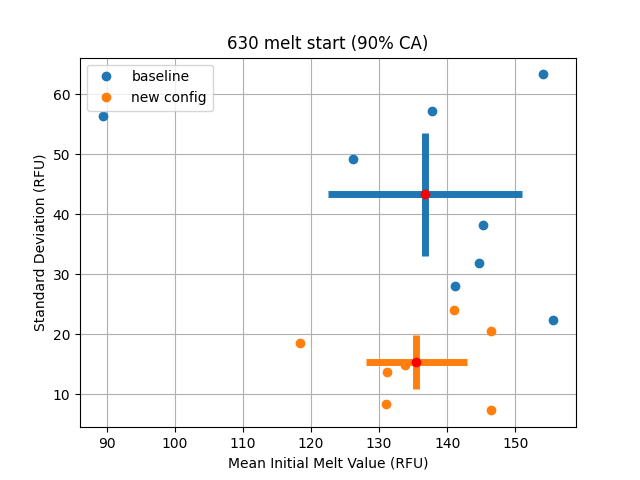 630 melt start (90% CA)
baseline
new config
Standard Deviation (RFU)
60
50
40
30
20
10
90
100
110
120
130
140
150
Mean Initial Melt Value (RFU)